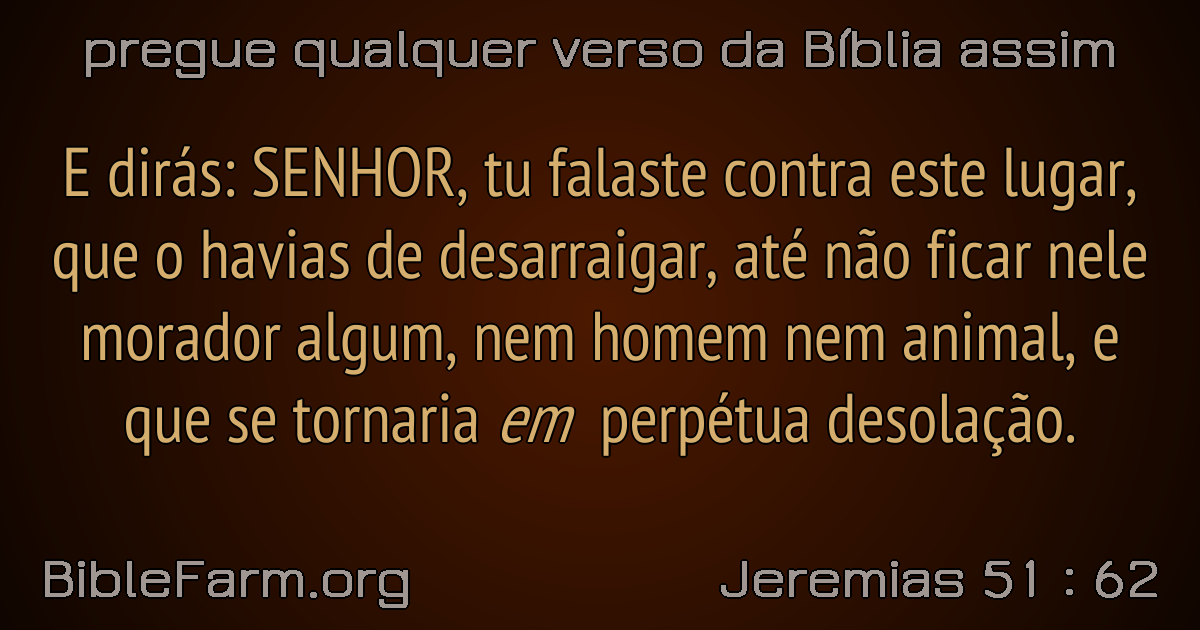 pregue qualquer verso da Bíblia assim
E dirás: SENHOR, tu falaste contra este lugar,
que o havias de desarraigar, até não ficar nele
morador algum, nem homem nem animal, e
que se tornaria em perpétua desolação.
BibleFarm.org
Jeremias 51 : 62